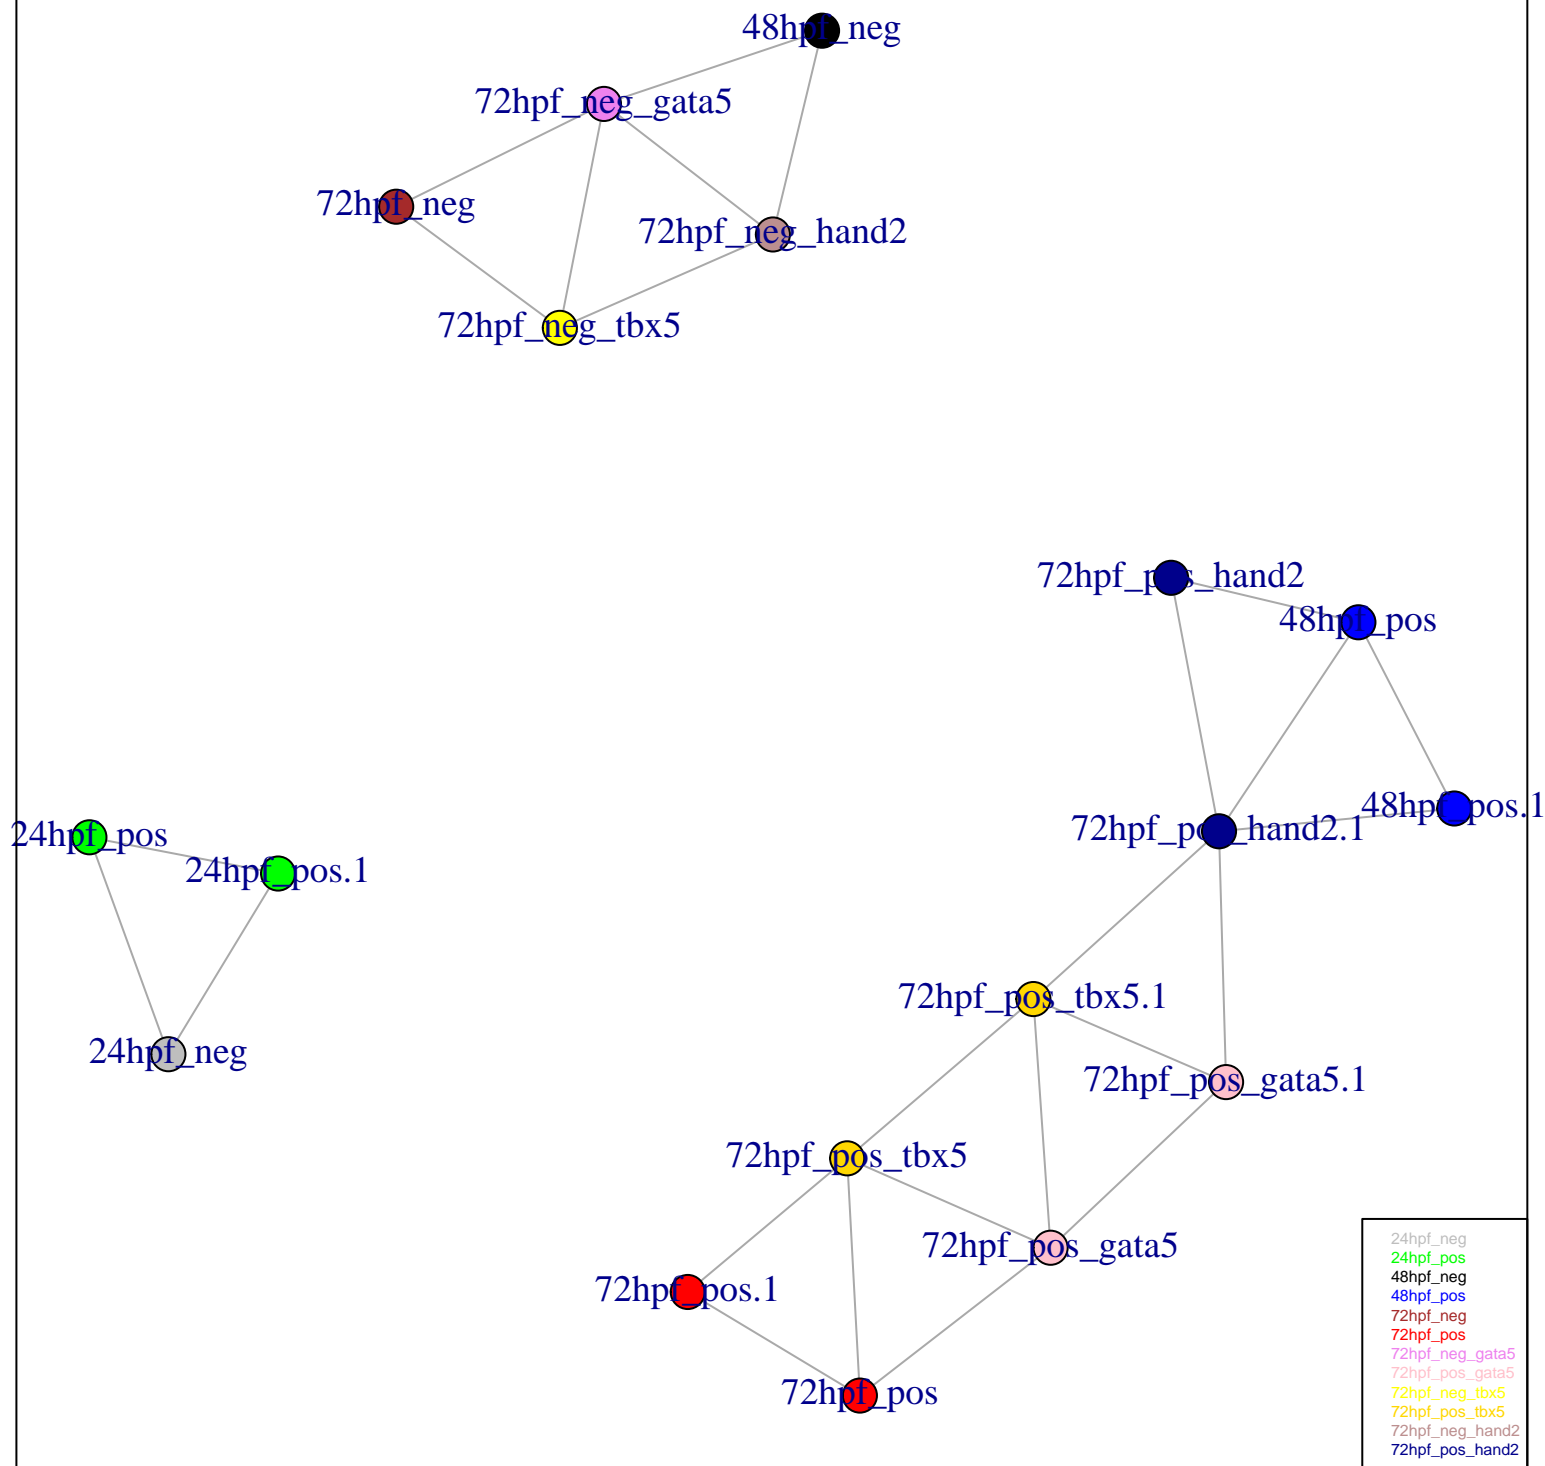 48hpf_neg
72hpf_neg_gata5
72hpf_neg
72hpf_neg_hand2
72hpf_neg_tbx5
72hpf_pos_hand2
48hpf_pos
48hpf_pos.1
72hpf_pos_hand2.1
24hpf_pos
24hpf_pos.1
72hpf_pos_tbx5.1
24hpf_neg
72hpf_pos_gata5.1
72hpf_pos_tbx5
72hpf_pos_gata5
72hpf_pos.1
72hpf_pos
24hpf_neg
24hpf_pos
48hpf_neg
48hpf_pos
72hpf_neg
72hpf_pos
72hpf_neg_gata5
72hpf_pos_gata5
72hpf_neg_tbx5
72hpf_pos_tbx5
72hpf_neg_hand2
72hpf_pos_hand2